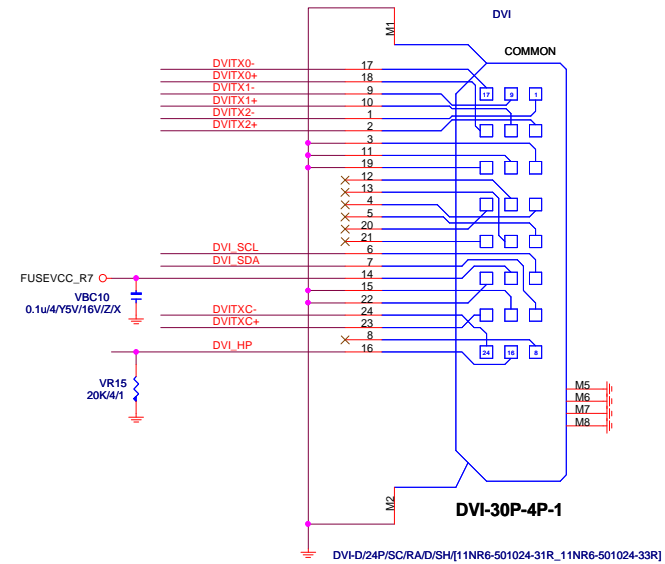 DVI
M1
COMMON
DVITX0- 17
DVITX0+ 18
DVITX1- 9
DVITX1+ 10
DVITX2- 1
DVITX2+ 2
3
11
19
12
13
4
5
20
21
DVI_SCL 6
DVI_SDA 7
FUSEVCC_R7 14
15
22
DVITXC- 24
DVITXC+ 23
8
DVI_HP 16
17 9 1
24 16 8
VBC10
0.1u/4/Y5V/16V/Z/X
VR15
20K/4/1
M5
M6
M7
M8
M2
DVI-30P-4P-1
DVI-D/24P/SC/RA/D/SH/[11NR6-501024-31R_11NR6-501024-33R]